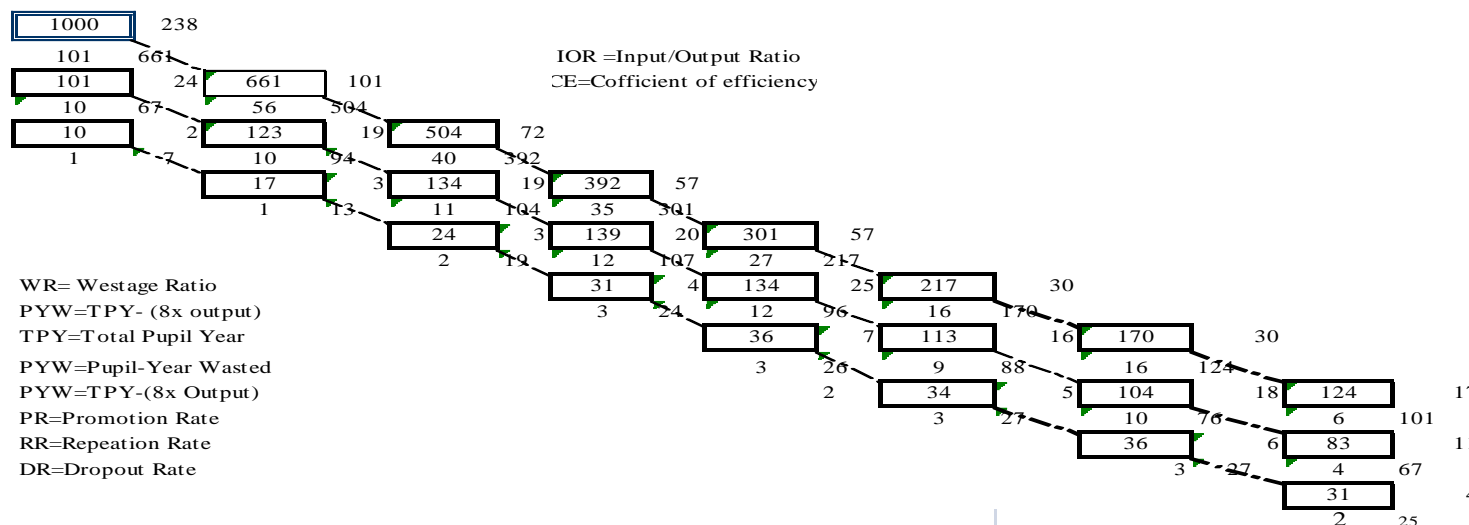 1000 238
101 661
IOR =Input/Output Ratio
101 24 661 101
CE=Cofficient of efficiency
10 67 56 504
10 2 123 19 504 72
1 7 10 94 40 392
17 3 134 19 392 57
1 13 11 104 35 301
24 3 139 20 301 57
2 19 12 107 27 217
WR= Westage Ratio
31 4 134 25 217 30
PYW=TPY- (8x output)
3 24 12 96 16 170
TPY=Total Pupil Year
36 7 113 16 170 30
PYW=Pupil-Year Wasted
3 26 9 88 16 124
PYW=TPY-(8x Output)
2 34 5 104 18 124
PR=Promotion Rate
3 27 10 76 6 101
RR=Repeation Rate
36 6 83
DR=Dropout Rate
3 27 4 67
31
2 25